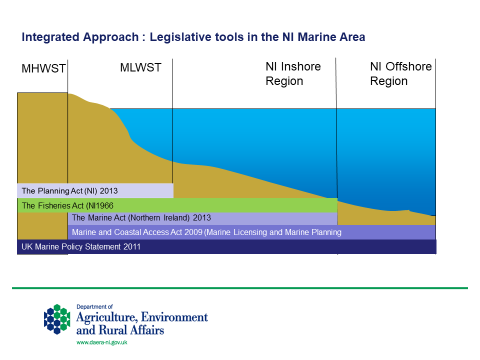 Integrated Approach : Legislative tools in the NI Marine Area
MHWST
MLWST
NI Inshore
Region
NI Offshore
Region
The Planning Act (NI) 2013
The Fisheries Act (NI1966
The Marine Act (Northern Ireland) 2013
Marine and Coastal Access Act 2009 (Marine Licensing and Marine Planning
UK Marine Policy Statement 2011
Department of
Agriculture, Environment
and Rural Affairs
www.daera-ni.gov.uk